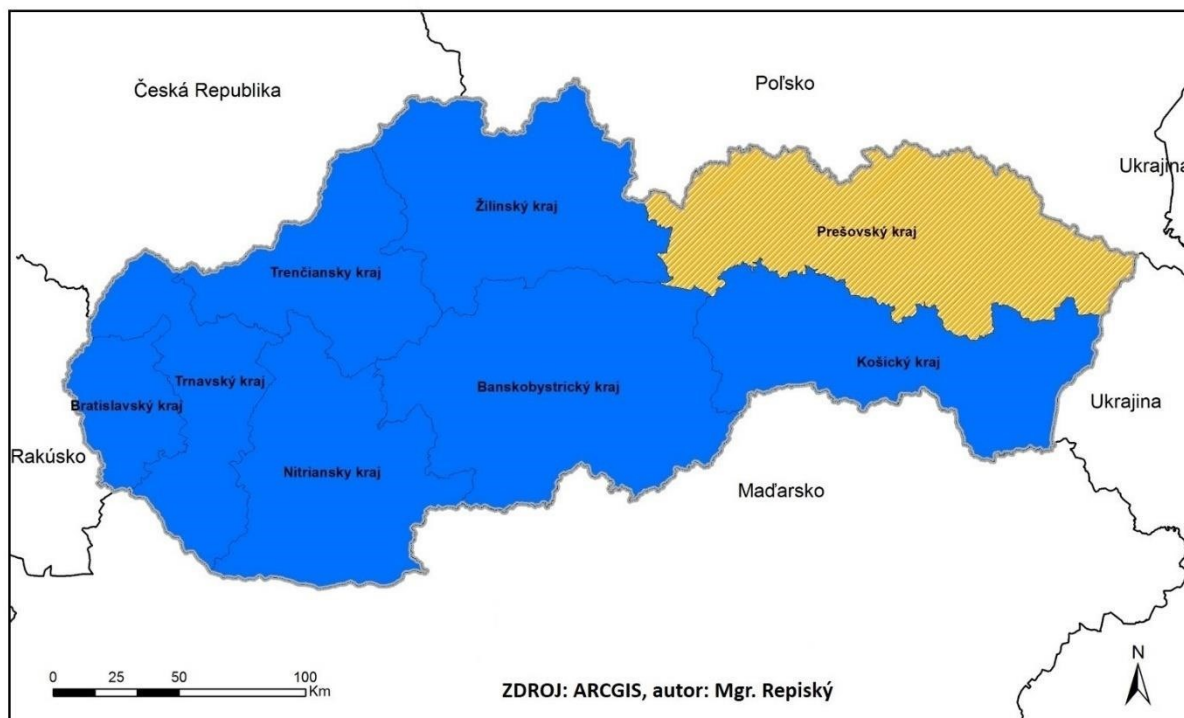 Česká Republika
Poľsko
Ukrajina
Žilinský kraj
Prešovský kraj
Trenčiansky kraj
Trnavský kraj
Košický kraj
Banskobystrický kraj
Bratislavský kraj
Ukrajina
Rakúsko
Nitriansky kraj
Maďarsko
N
0 25 50 100
Km
ZDROJ: ARCGIS, autor: Mgr. Repiský